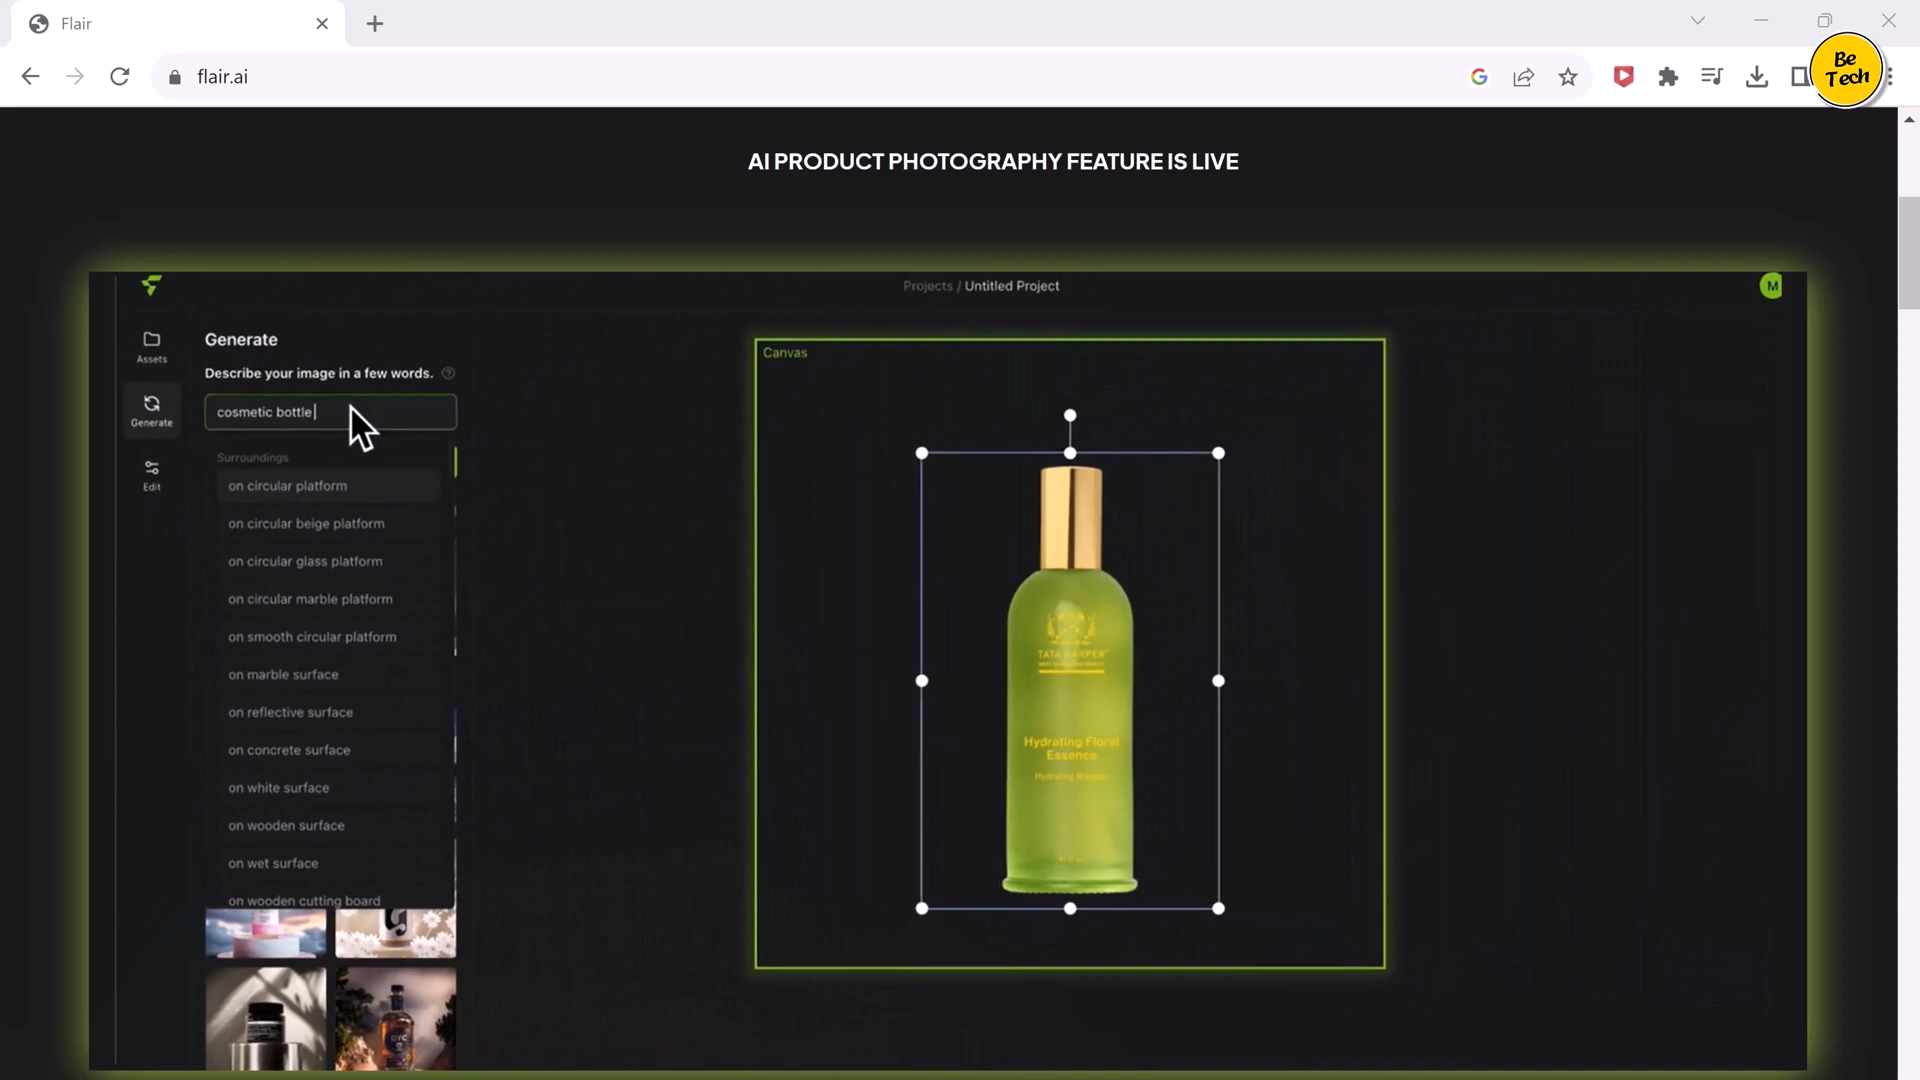 Flair
flair.ai
Be
Tech
AI PRODUCT PHOTOGRAPHY FEATURE IS LIVE
Projects / Untitled Project
M
Assets
Generate
Edit
Generate
Describe your image in a few words.
cosmetic bottle
Surroundings
on circular platform
on circular beige platform
on circular glass platform
on circular marble platform
on smooth circular platform
on marble surface
on reflective surface
on concrete surface
on white surface
on wooden surface
on wet surface
on wooden cutting board
Canvas
TATA HARPER
Hydrating Floral
Essence